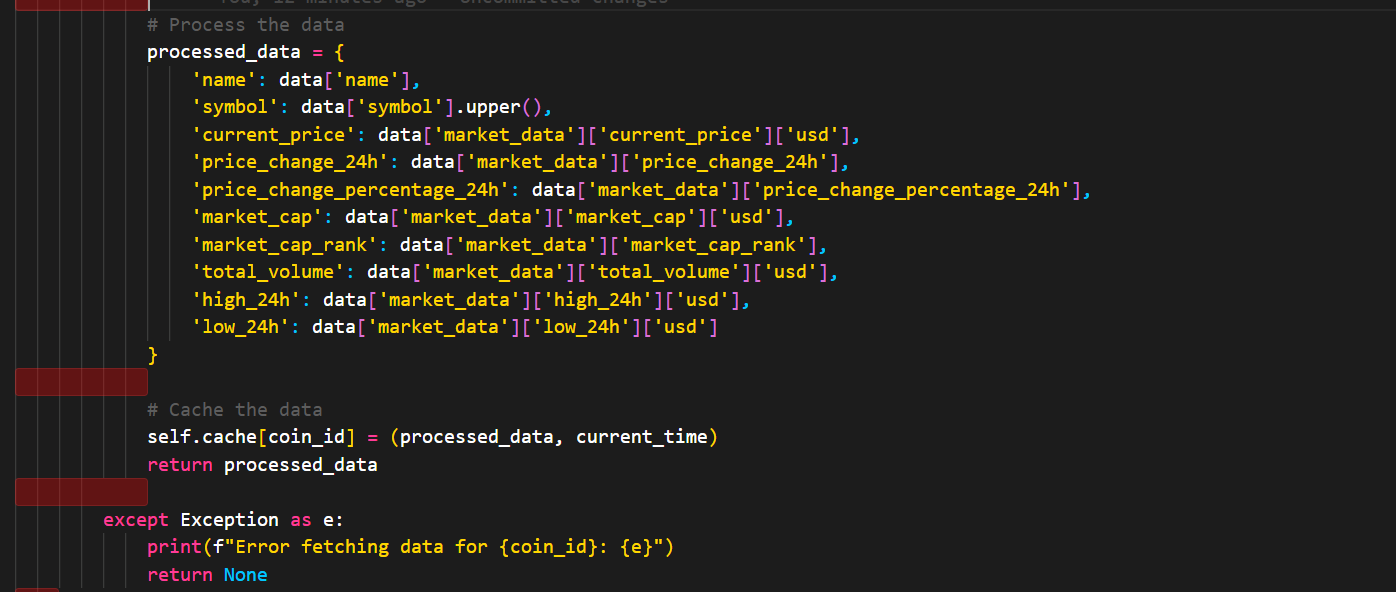 12 minutes ago Uncommitted changes
# Process the data
processed_data = {
'name': data['name'],
'symbol': data['symbol'].upper(),
'current_price': data['market_data']['current_price']['usd'],
'price_change_24h': data['market_data']['price_change_24h'],
'price_change_percentage_24h': data['market_data']['price_change_percentage_24h'],
'market_cap': data['market_data']['market_cap']['usd'],
'market_cap_rank': data['market_data']['market_cap_rank'],
'total_volume': data['market_data']['total_volume']['usd'],
'high_24h': data['market_data']['high_24h']['usd'],
'low_24h': data['market_data']['low_24h']['usd']
}
# Cache the data
self.cache[coin_id] = (processed_data, current_time)
return processed_data
except Exception as e:
print(f"Error fetching data for {coin_id}: {e}")
return None